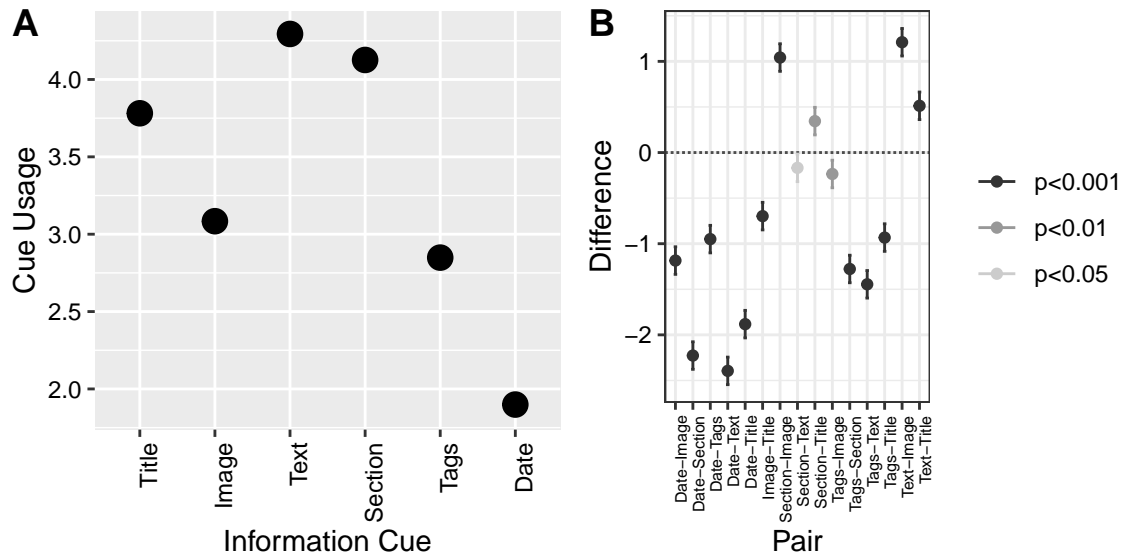 A
4.0
3.5
3.0
2.5
2.0
Cue Usage
Title
Image
Text
Section
Tags
Date
Information Cue
B
1
0
−1
−2
Difference
Date−Image
Date−Section
Date−Tags
Date−Text
Date−Title
Image−Title
Section−Image
Section−Text
Section−Title
Tags−Image
Tags−Section
Tags−Text
Tags−Title
Text−Image
Text−Title
Pair
p<0.001
p<0.01
p<0.05